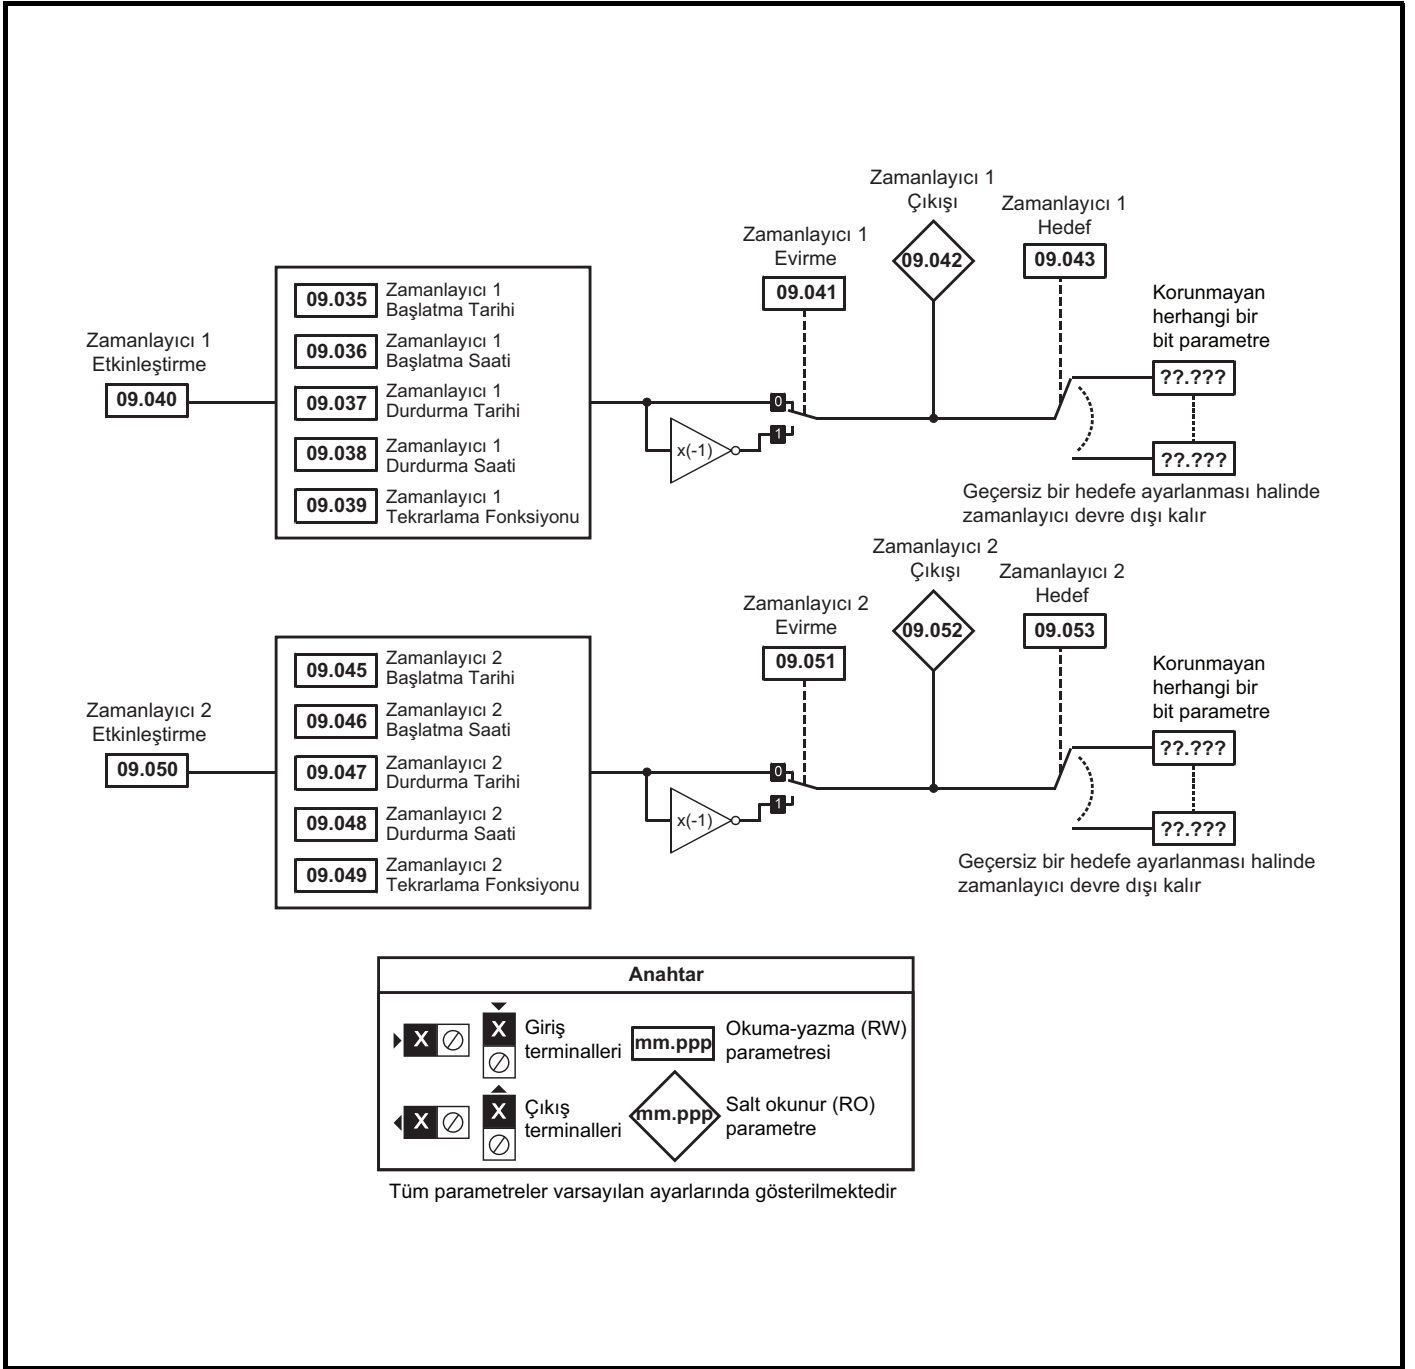 Zamanlayıcı 1
Çıkışı
Zamanlayıcı 1
Hedef
Zamanlayıcı 1
Evirme
09.042
09.043
09.041
Korunmayan
herhangi bir
bit parametre
Zamanlayıcı 1
Etkinleştirme
09.040
09.035
Zamanlayıcı 1
Başlatma Tarihi
09.036
Zamanlayıcı 1
Başlatma Saati
09.037
Zamanlayıcı 1
Durdurma Tarihi
09.038
Zamanlayıcı 1
Durdurma Saati
09.039
Zamanlayıcı 1
Tekrarlama Fonksiyonu
0
1
x(-1)
??.???
??.???
Geçersiz bir hedefe ayarlanması halinde
zamanlayıcı devre dışı kalır
Zamanlayıcı 2
Çıkışı
Zamanlayıcı 2
Hedef
Zamanlayıcı 2
Evirme
09.052
09.053
09.051
Korunmayan
herhangi bir
bit parametre
Zamanlayıcı 2
Etkinleştirme
09.050
09.045
Zamanlayıcı 2
Başlatma Tarihi
09.046
Zamanlayıcı 2
Başlatma Saati
09.047
Zamanlayıcı 2
Durdurma Tarihi
09.048
Zamanlayıcı 2
Durdurma Saati
09.049
Zamanlayıcı 2
Tekrarlama Fonksiyonu
0
1
x(-1)
??.???
??.???
Geçersiz bir hedefe ayarlanması halinde
zamanlayıcı devre dışı kalır
Anahtar
X
X
Giriş
terminalleri
mm.ppp
Okuma-yazma (RW)
parametresi
X
X
Çıkış
terminalleri
mm.ppp
Salt okunur (RO)
parametre
Tüm parametreler varsayılan ayarlarında gösterilmektedir